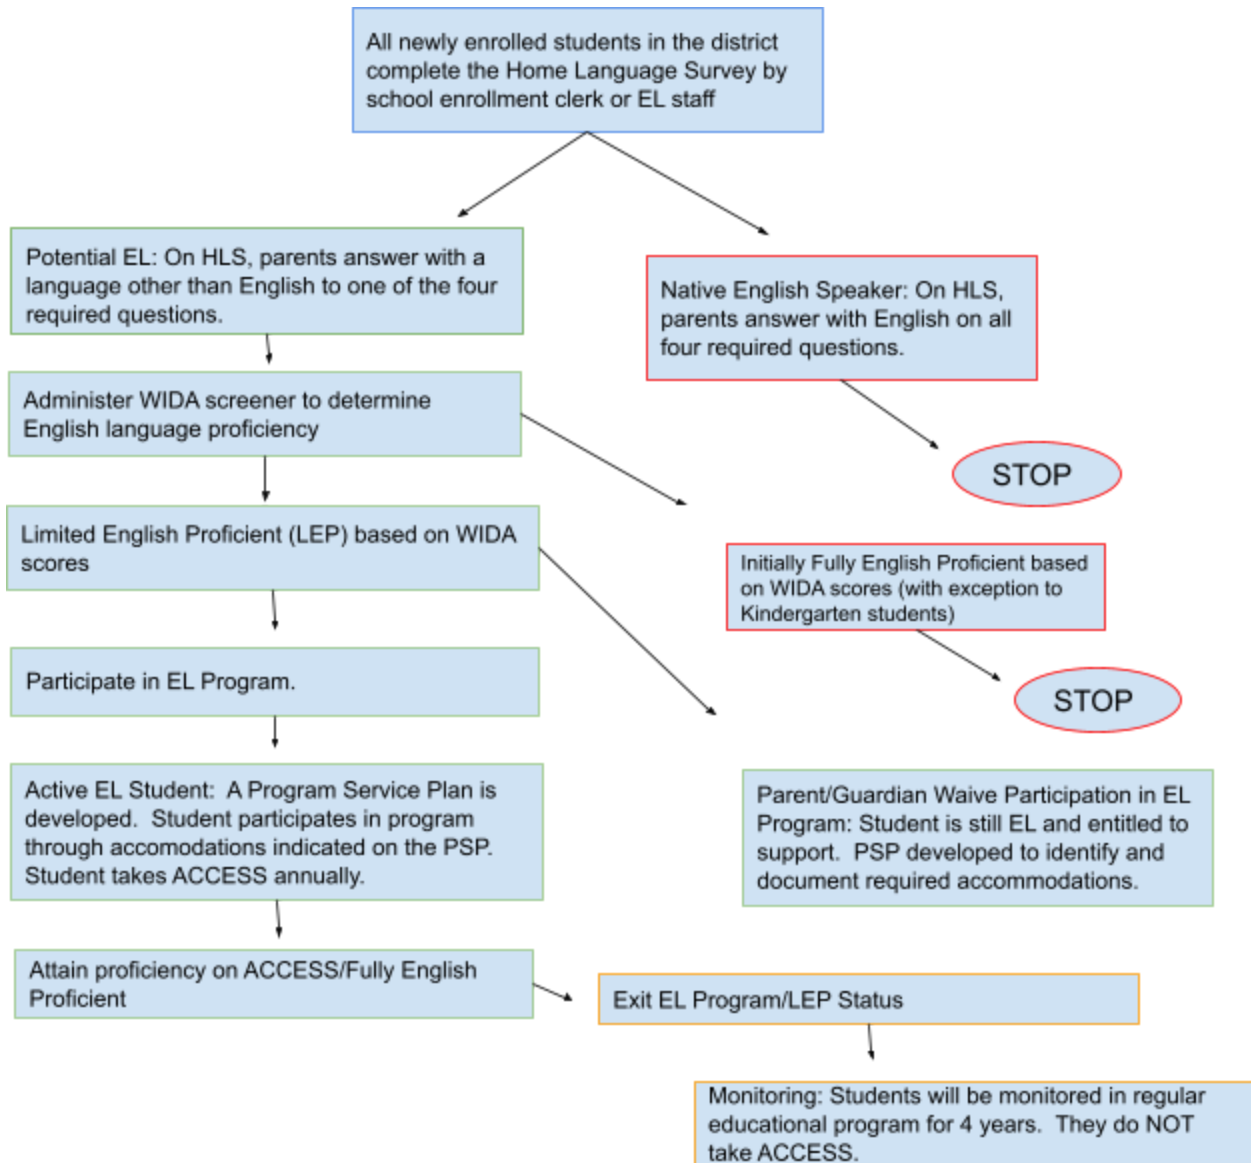 All newly enrolled students in the district
complete the Home Language Survey by
school enrollment clerk or EL staff
Potential EL: On HLS, parents answer with a
language other than English to one of the four
required questions.
Native English Speaker: On HLS,
parents answer with English on all
four required questions.
Administer WIDA screener to determine
English language proficiency
STOP
Limited English Proficient (LEP) based on WIDA
scores
Initially Fully English Proficient based
on WIDA scores (with exception to
Kindergarten students)
Participate in EL Program.
STOP
Active EL Student:  A Program Service Plan is
developed.  Student participates in program
through accomodations indicated on the PSP.
Student takes ACCESS annually.
Parent/Guardian Waive Participation in EL
Program: Student is still EL and entitled to
support.  PSP developed to identify and
document required accommodations.
Attain proficiency on ACCESS/Fully English
Proficient
Exit EL Program/LEP Status
Monitoring: Students will be monitored in regular
educational program for 4 years.  They do NOT
take ACCESS.